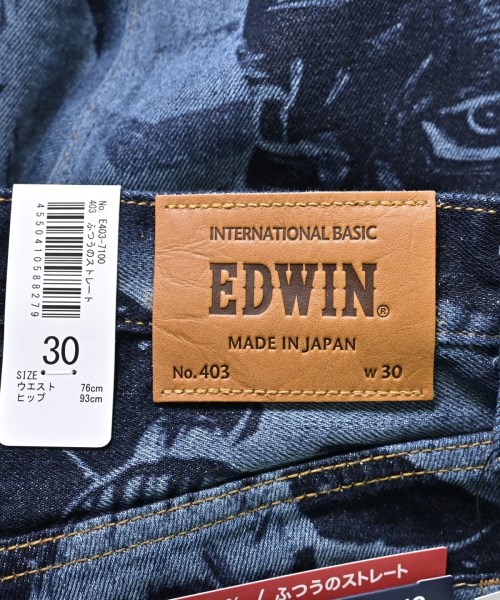 No. E403-7100
403 ふつうのストレート
4550410588279
30
SIZE
ウエスト 76cm
ヒップ 93cm
INTERNATIONAL BASIC
EDWIN®
MADE IN JAPAN
No. 403 W 30
% / ふつうのストレート